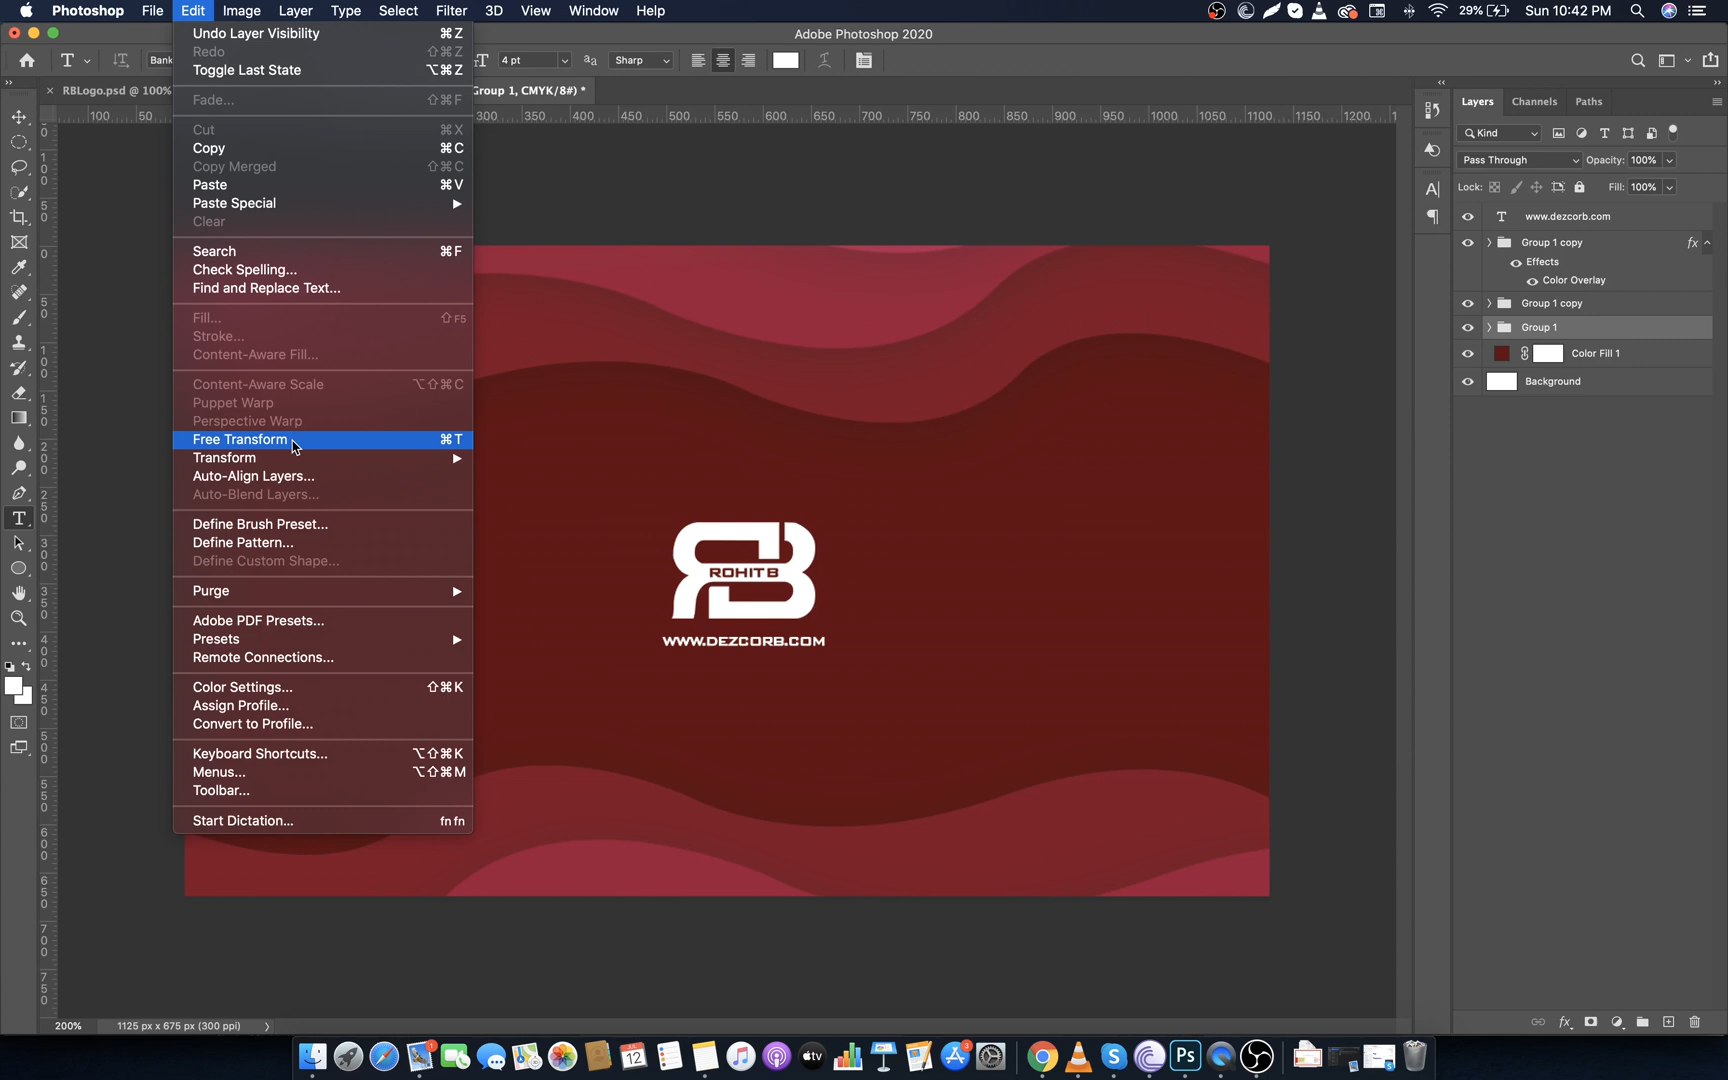 Photoshop File Edit Image Layer Type Select Filter 3D View Window Help 29% Sun 10:42 PM
Adobe Photoshop 2020
Bank 4 pt Sharp
× RBLogo.psd @ 100% Group 1, CMYK/8#) *
100 50 300 350 400 450 500 550 600 650 700 750 800 850 900 950 1000 1050 1100 1150 1200 1
Undo Layer Visibility ⌘Z
Redo ⇧⌘Z
Toggle Last State ⌥⌘Z
Fade... ⇧⌘F
Cut ⌘X
Copy ⌘C
Copy Merged ⇧⌘C
Paste ⌘V
Paste Special
Clear
Search ⌘F
Check Spelling...
Find and Replace Text...
Fill... ⇧F5
Stroke...
Content-Aware Fill...
Content-Aware Scale ⌥⇧⌘C
Puppet Warp
Perspective Warp
Free Transform ⌘T
Transform
Auto-Align Layers...
Auto-Blend Layers...
Define Brush Preset...
Define Pattern...
Define Custom Shape...
Purge
Adobe PDF Presets...
Presets
Remote Connections...
Color Settings... ⇧⌘K
Assign Profile...
Convert to Profile...
Keyboard Shortcuts... ⌥⇧⌘K
Menus... ⌥⇧⌘M
Toolbar...
Start Dictation... fn fn
RB
ROHIT B
WWW.DEZCORB.COM
Layers Channels Paths
Kind
Pass Through Opacity: 100%
Lock: Fill: 100%
T www.dezcorb.com
Group 1 copy fx
Effects
Color Overlay
Group 1 copy
Group 1
Color Fill 1
Background
200% 1125 px x 675 px (300 ppi)
JUL
12
tv
3
Ps